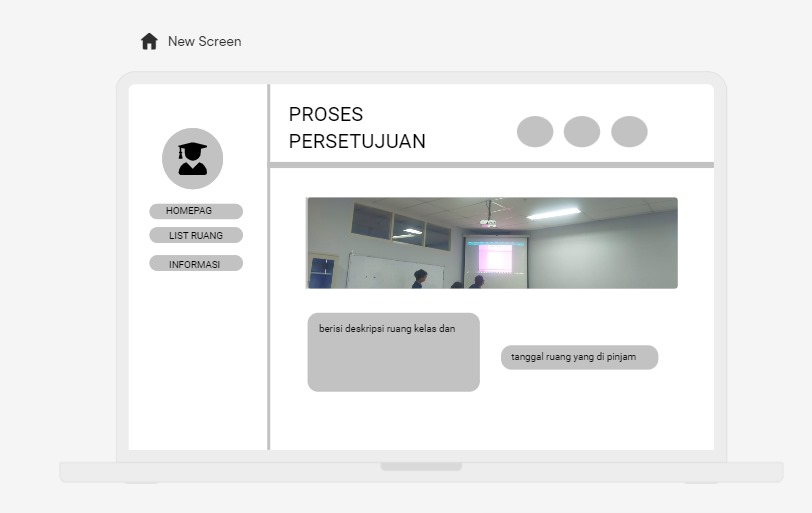 New Screen
PROSES
PERSETUJUAN
HOMEPAG
LIST RUANG
INFORMASI
berisi deskripsi ruang kelas dan
tanggal ruang yang di pinjam